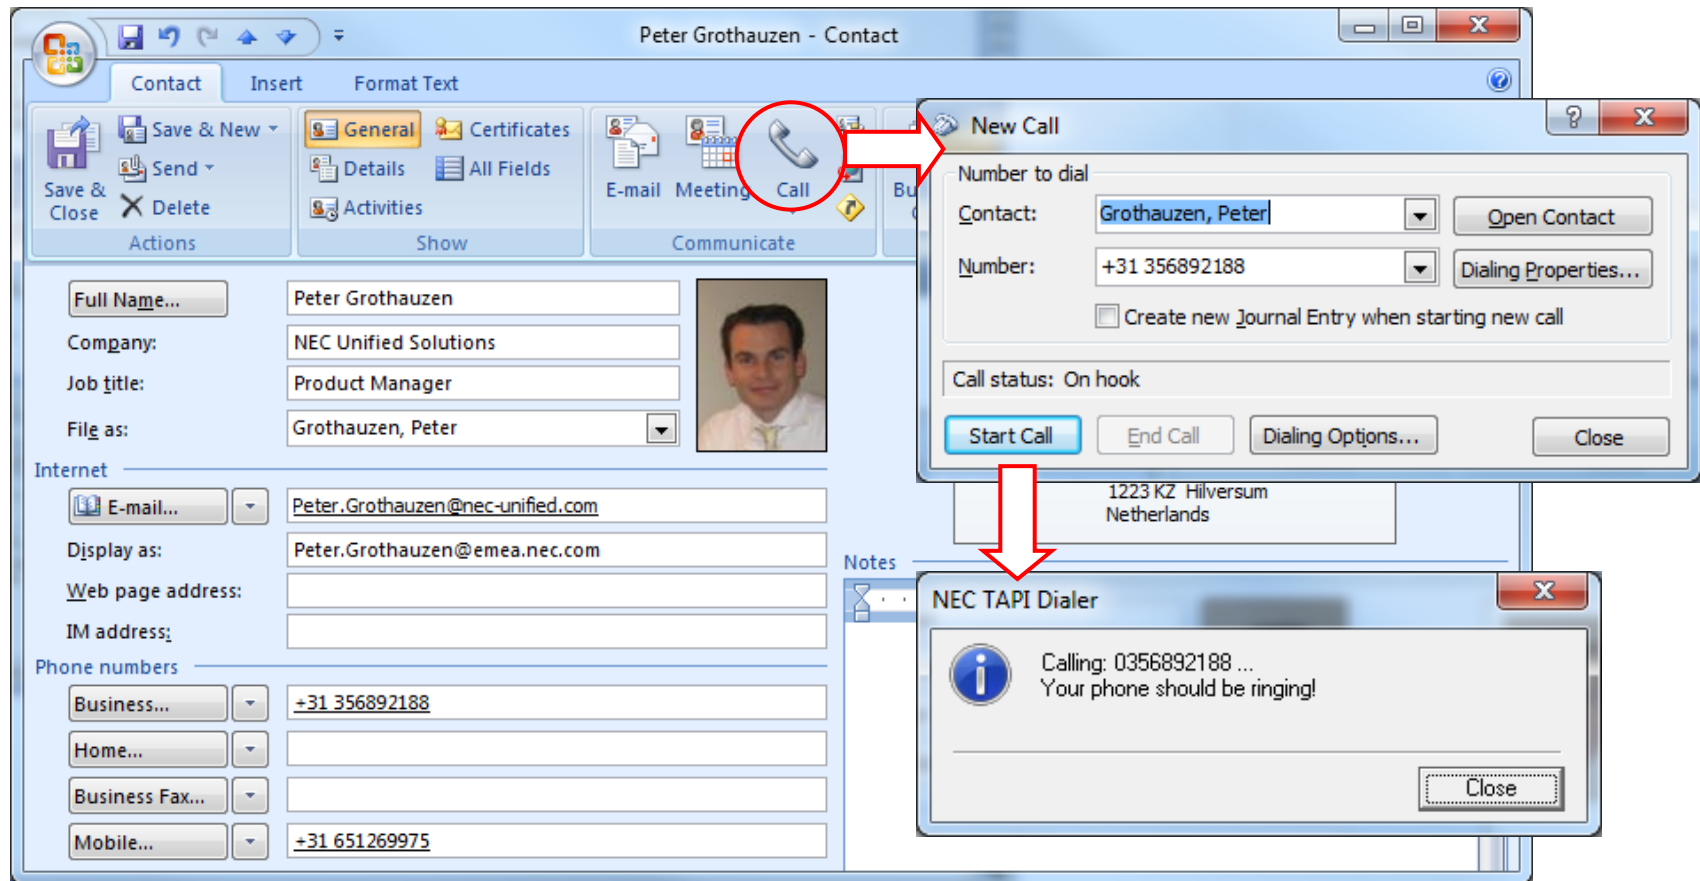 Peter Grothauzen - Contact
Contact Insert Format Text
Save & Close
Save & New
Send
Delete
Actions
General
Details
Activities
Certificates
All Fields
Show
E-mail
Meeting
Call
Communicate
Full Name...
Peter Grothauzen
Company:
NEC Unified Solutions
Job title:
Product Manager
File as:
Grothauzen, Peter
Internet
E-mail...
Peter.Grothauzen@nec-unified.com
Display as:
Peter.Grothauzen@emea.nec.com
Web page address:
IM address:
Phone numbers
Business...
+31 356892188
Home...
Business Fax...
Mobile...
+31 651269975
1223 KZ Hilversum
Netherlands
Notes
New Call
Number to dial
Contact:
Grothauzen, Peter
Open Contact
Number:
+31 356892188
Dialing Properties...
Create new Journal Entry when starting new call
Call status: On hook
Start Call
End Call
Dialing Options...
Close
NEC TAPI Dialer
Calling: 0356892188 ...
Your phone should be ringing!
Close